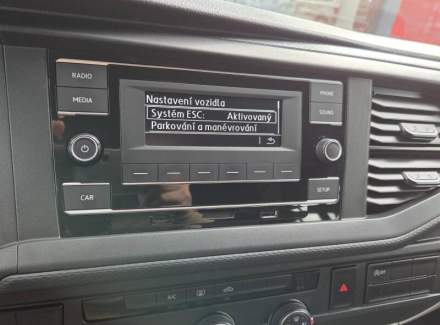 RADIO
MEDIA
CAR
Nastavení vozidla
Systém ESC: Aktivovaný
Parkování a manévrování
PHONE
SOUND
SETUP
A/C